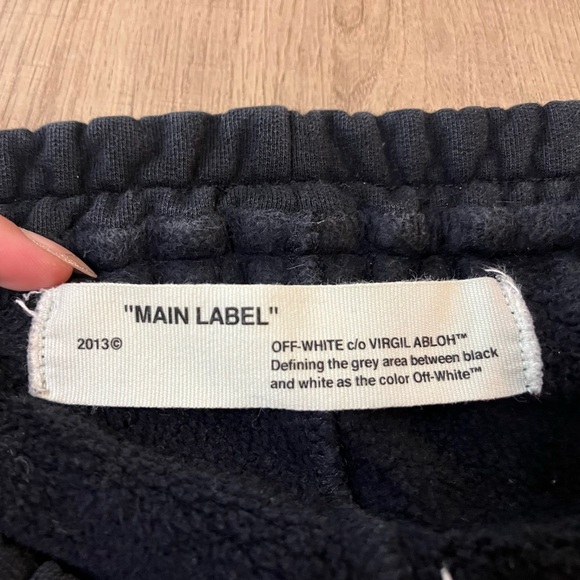 "MAIN LABEL"
2013©
OFF-WHITE c/o VIRGIL ABLOH™
Defining the grey area between black
and white as the color Off-White™